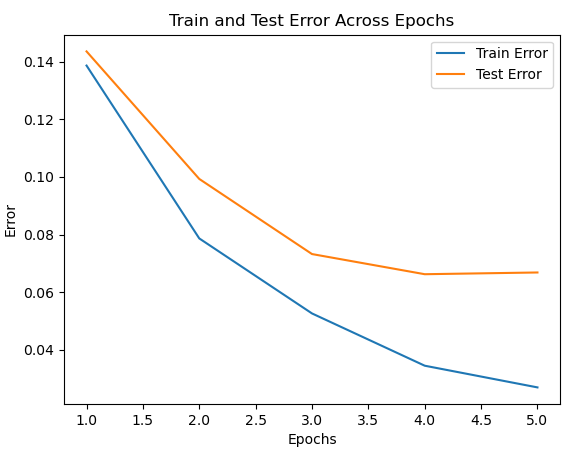 Train and Test Error Across Epochs
Train Error
Test Error
Error
0.14
0.12
0.10
0.08
0.06
0.04
1.0 1.5 2.0 2.5 3.0 3.5 4.0 4.5 5.0
Epochs